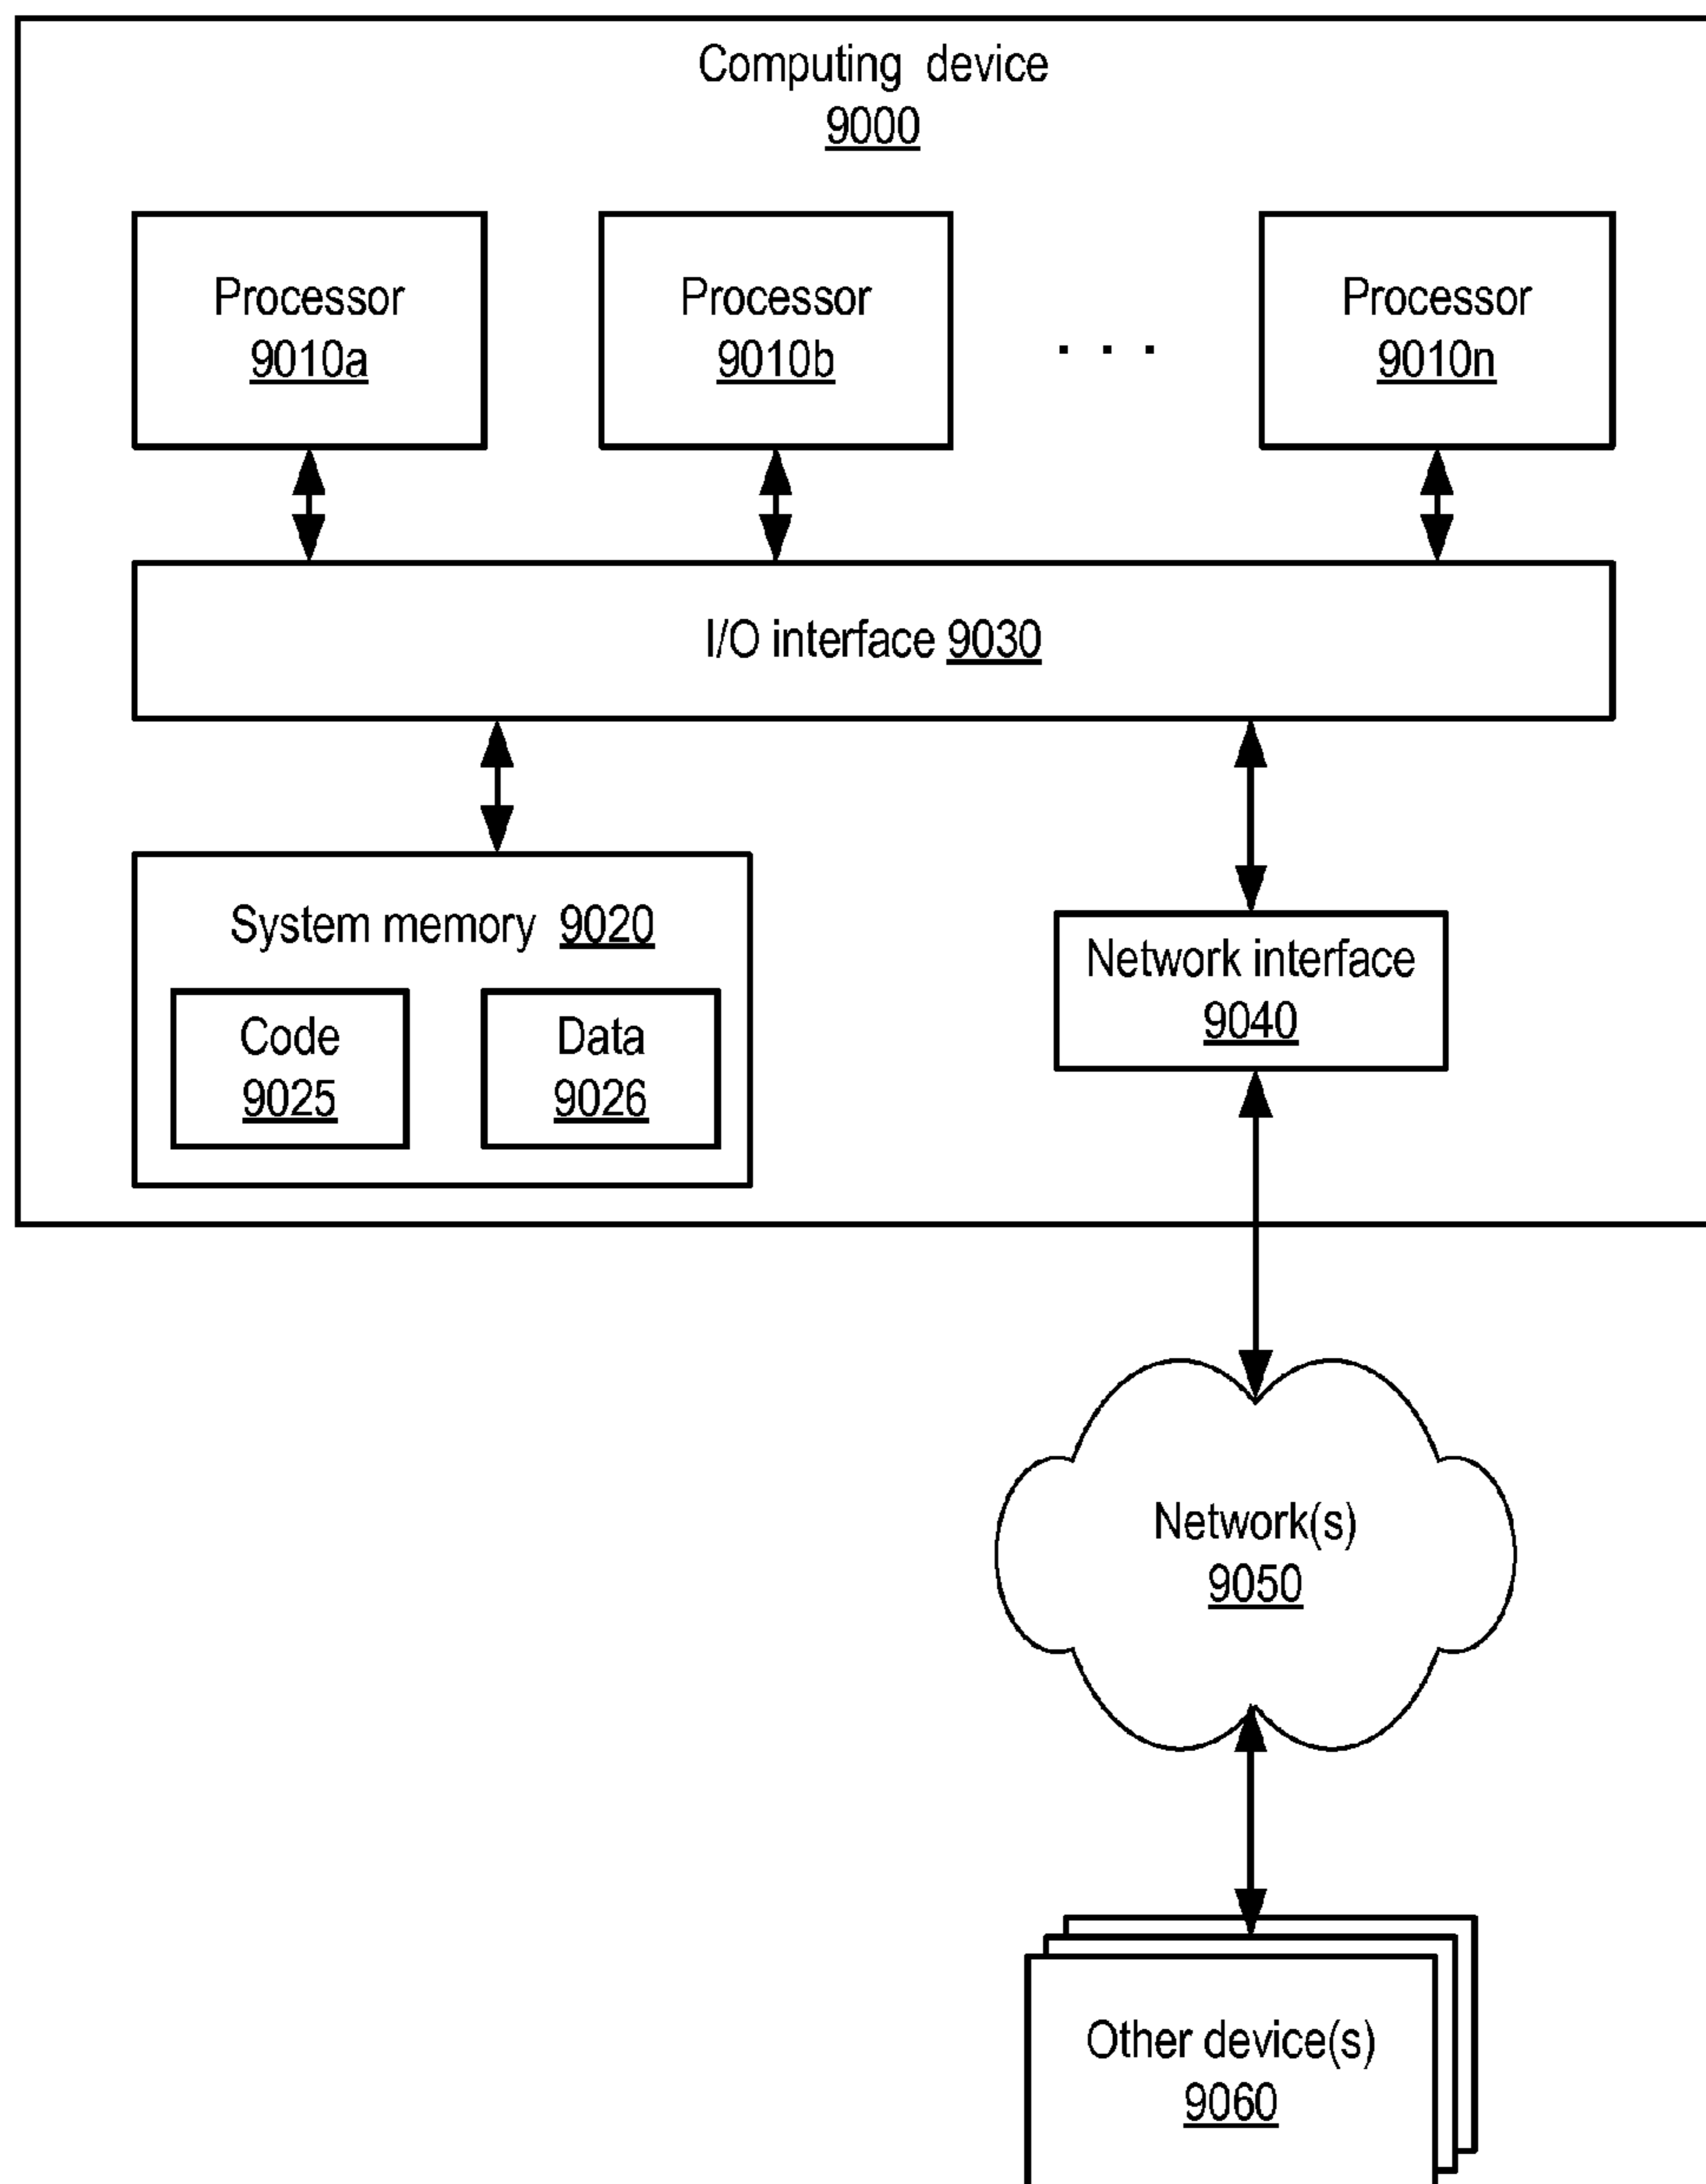 Computing device
9000
Processor
9010a
Processor
9010b
. . .
Processor
9010n
I/O interface 9030
System memory 9020
Code
9025
Data
9026
Network interface
9040
Network(s)
9050
Other device(s)
9060